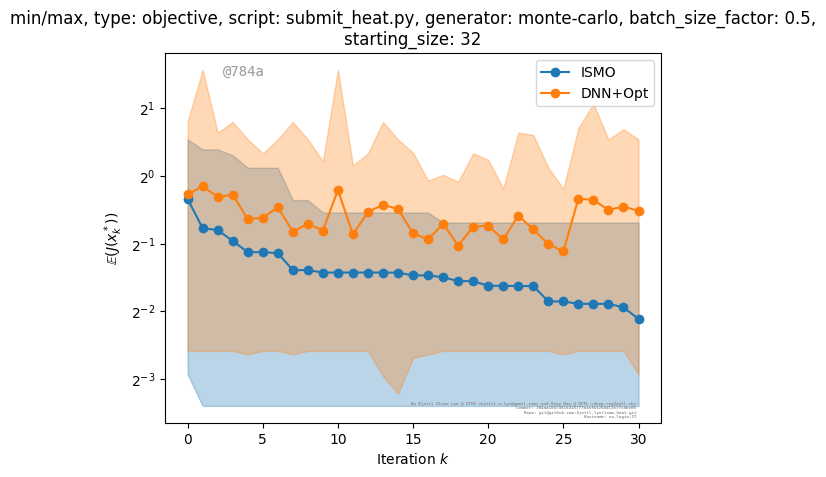 min/max, type: objective, script: submit_heat.py, generator: monte-carlo, batch_size_factor: 0.5,
starting_size: 32
@784a
ISMO
DNN+Opt
2^1
2^0
2^-1
2^-2
2^-3
𝔼(J(x_k^*))
0 5 10 15 20 25 30
Iteration k